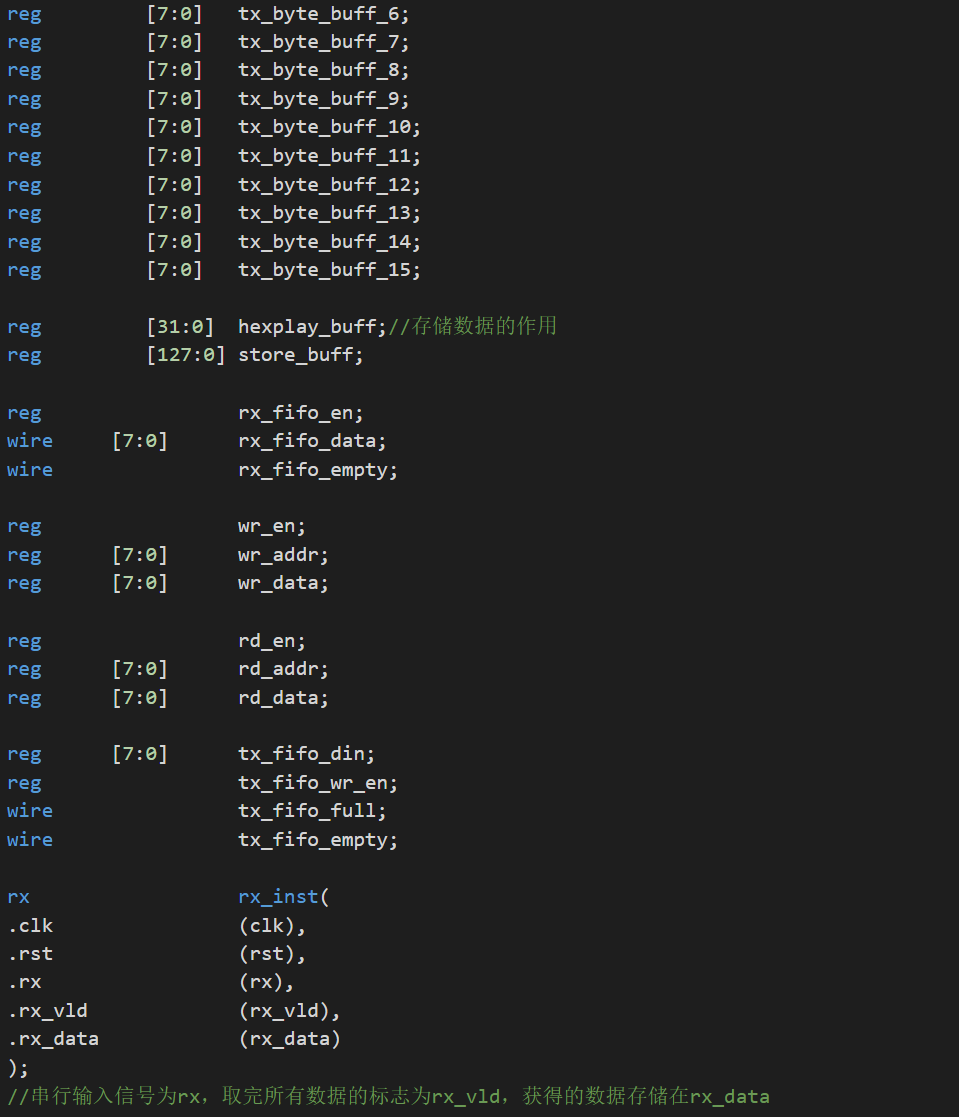 reg [7:0] tx_byte_buff_6;
reg [7:0] tx_byte_buff_7;
reg [7:0] tx_byte_buff_8;
reg [7:0] tx_byte_buff_9;
reg [7:0] tx_byte_buff_10;
reg [7:0] tx_byte_buff_11;
reg [7:0] tx_byte_buff_12;
reg [7:0] tx_byte_buff_13;
reg [7:0] tx_byte_buff_14;
reg [7:0] tx_byte_buff_15;
reg [31:0] hexplay_buff;//存储数据的作用
reg [127:0] store_buff;
reg rx_fifo_en;
wire [7:0] rx_fifo_data;
wire rx_fifo_empty;
reg wr_en;
reg [7:0] wr_addr;
reg [7:0] wr_data;
reg rd_en;
reg [7:0] rd_addr;
reg [7:0] rd_data;
reg [7:0] tx_fifo_din;
reg tx_fifo_wr_en;
wire tx_fifo_full;
wire tx_fifo_empty;
rx rx_inst(
.clk (clk),
.rst (rst),
.rx (rx),
.rx_vld (rx_vld),
.rx_data (rx_data)
);
//串行输入信号为rx，取完所有数据的标志为rx_vld，获得的数据存储在rx_data